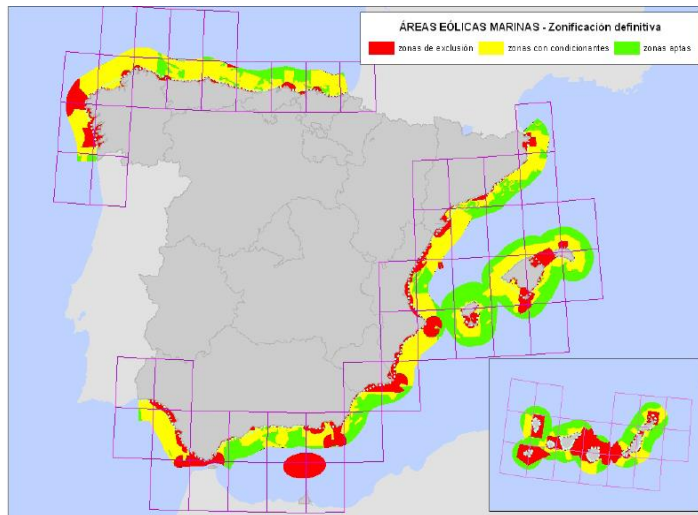 ÁREAS EÓLICAS MARINAS - Zonificación definitiva
zonas de exclusión
zonas con condicionantes
zonas aptas